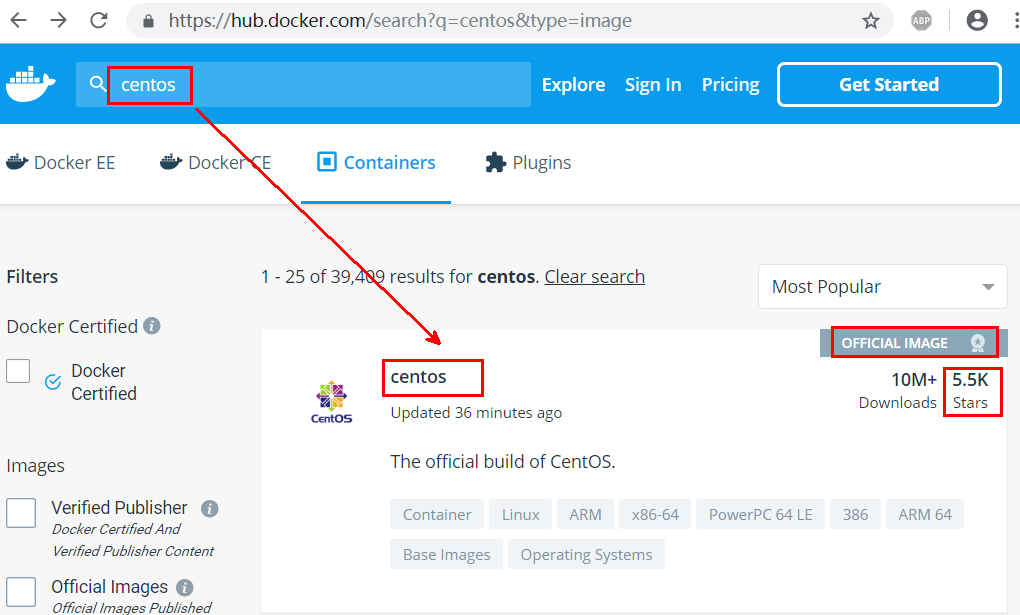 https://hub.docker.com/search?q=centos&type=image
ABP
centos
Explore
Sign In
Pricing
Get Started
Docker EE
Docker CE
Containers
Plugins
Filters
1 - 25 of 39,409 results for centos. Clear search
Most Popular
Docker Certified
Docker Certified
OFFICIAL IMAGE
centos
10M+
Downloads
5.5K
Stars
CentOS
Updated 36 minutes ago
The official build of CentOS.
Container
Linux
ARM
x86-64
PowerPC 64 LE
386
ARM 64
Base Images
Operating Systems
Images
Verified Publisher
Docker Certified And
Verified Publisher Content
Official Images
Official Images Published